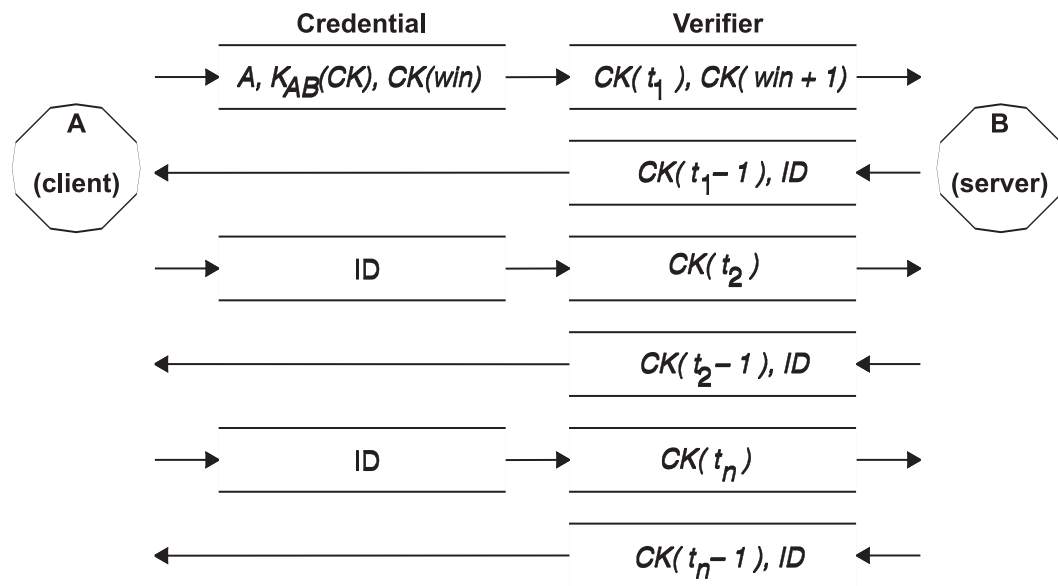 Credential Verifier
A, K_AB(CK), CK(win) CK( t_1 ), CK( win + 1)
A
(client)
B
(server)
CK( t_1 – 1 ), ID
ID CK( t_2 )
CK( t_2 – 1 ), ID
ID CK( t_n )
CK( t_n – 1 ), ID